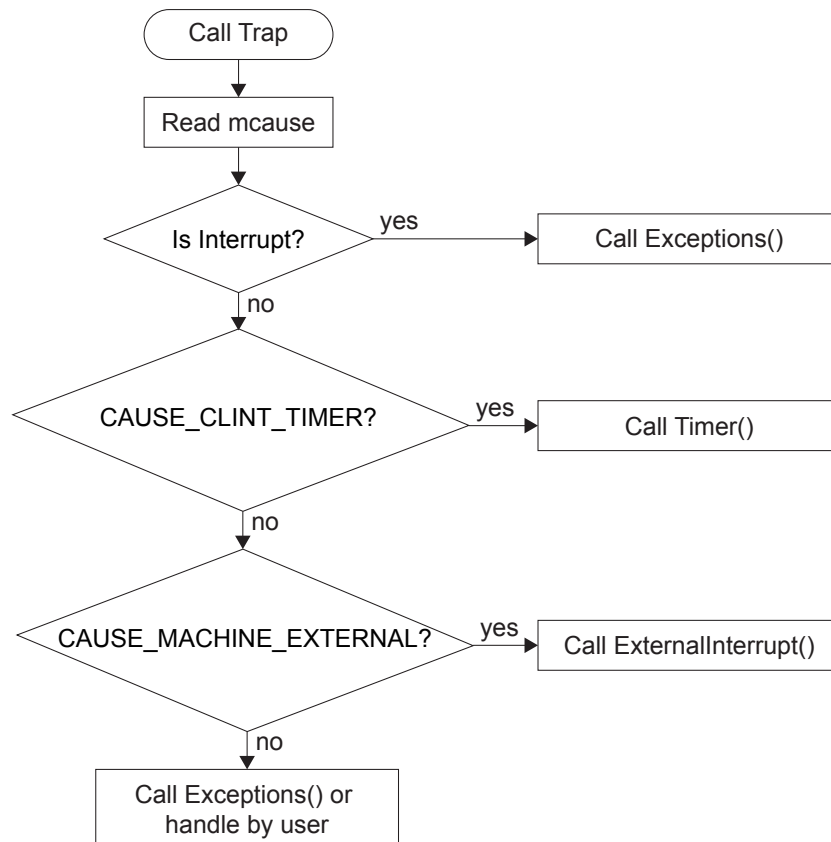 Call Trap
Read mcause
Is Interrupt?
yes
Call Exceptions()
no
CAUSE_CLINT_TIMER?
yes
Call Timer()
no
CAUSE_MACHINE_EXTERNAL?
yes
Call ExternalInterrupt()
no
Call Exceptions() or
handle by user